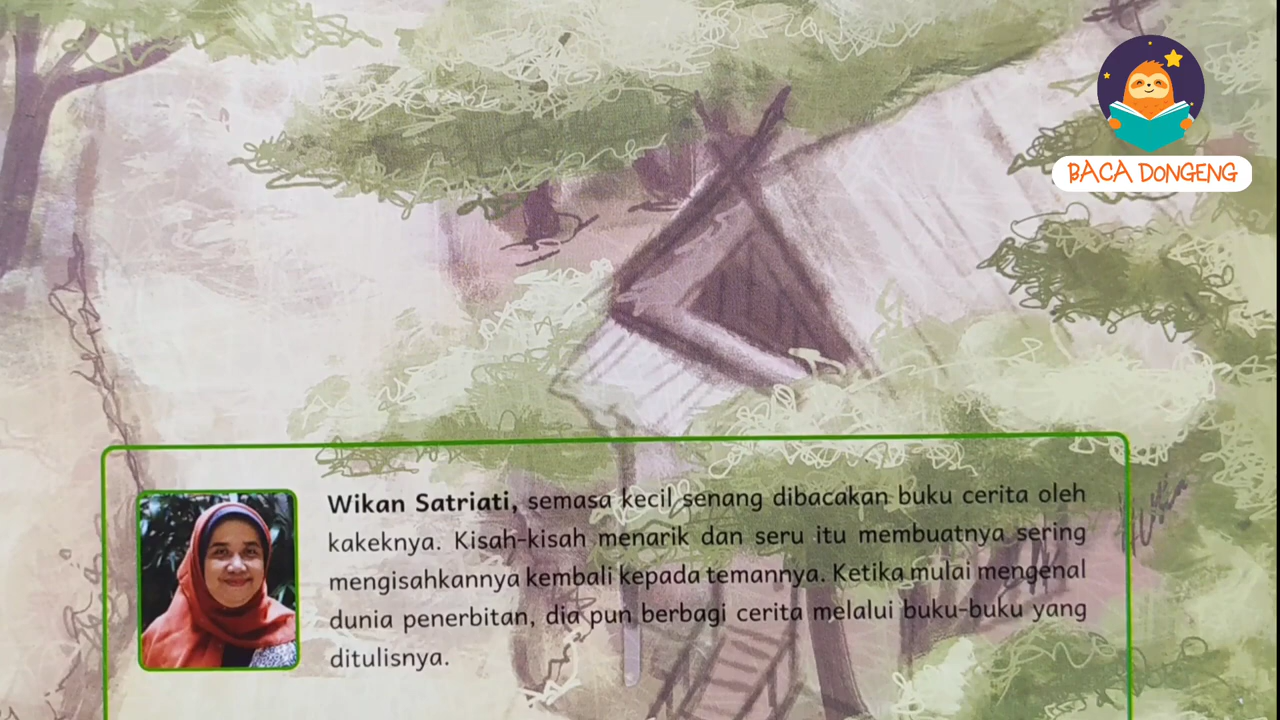 BACA DONGENG
Wikan Satriati, semasa kecil senang dibacakan buku cerita oleh
kakeknya. Kisah-kisah menarik dan seru itu membuatnya sering
mengisahkannya kembali kepada temannya. Ketika mulai mengenal
dunia penerbitan, dia pun berbagi cerita melalui buku-buku yang
ditulisnya.